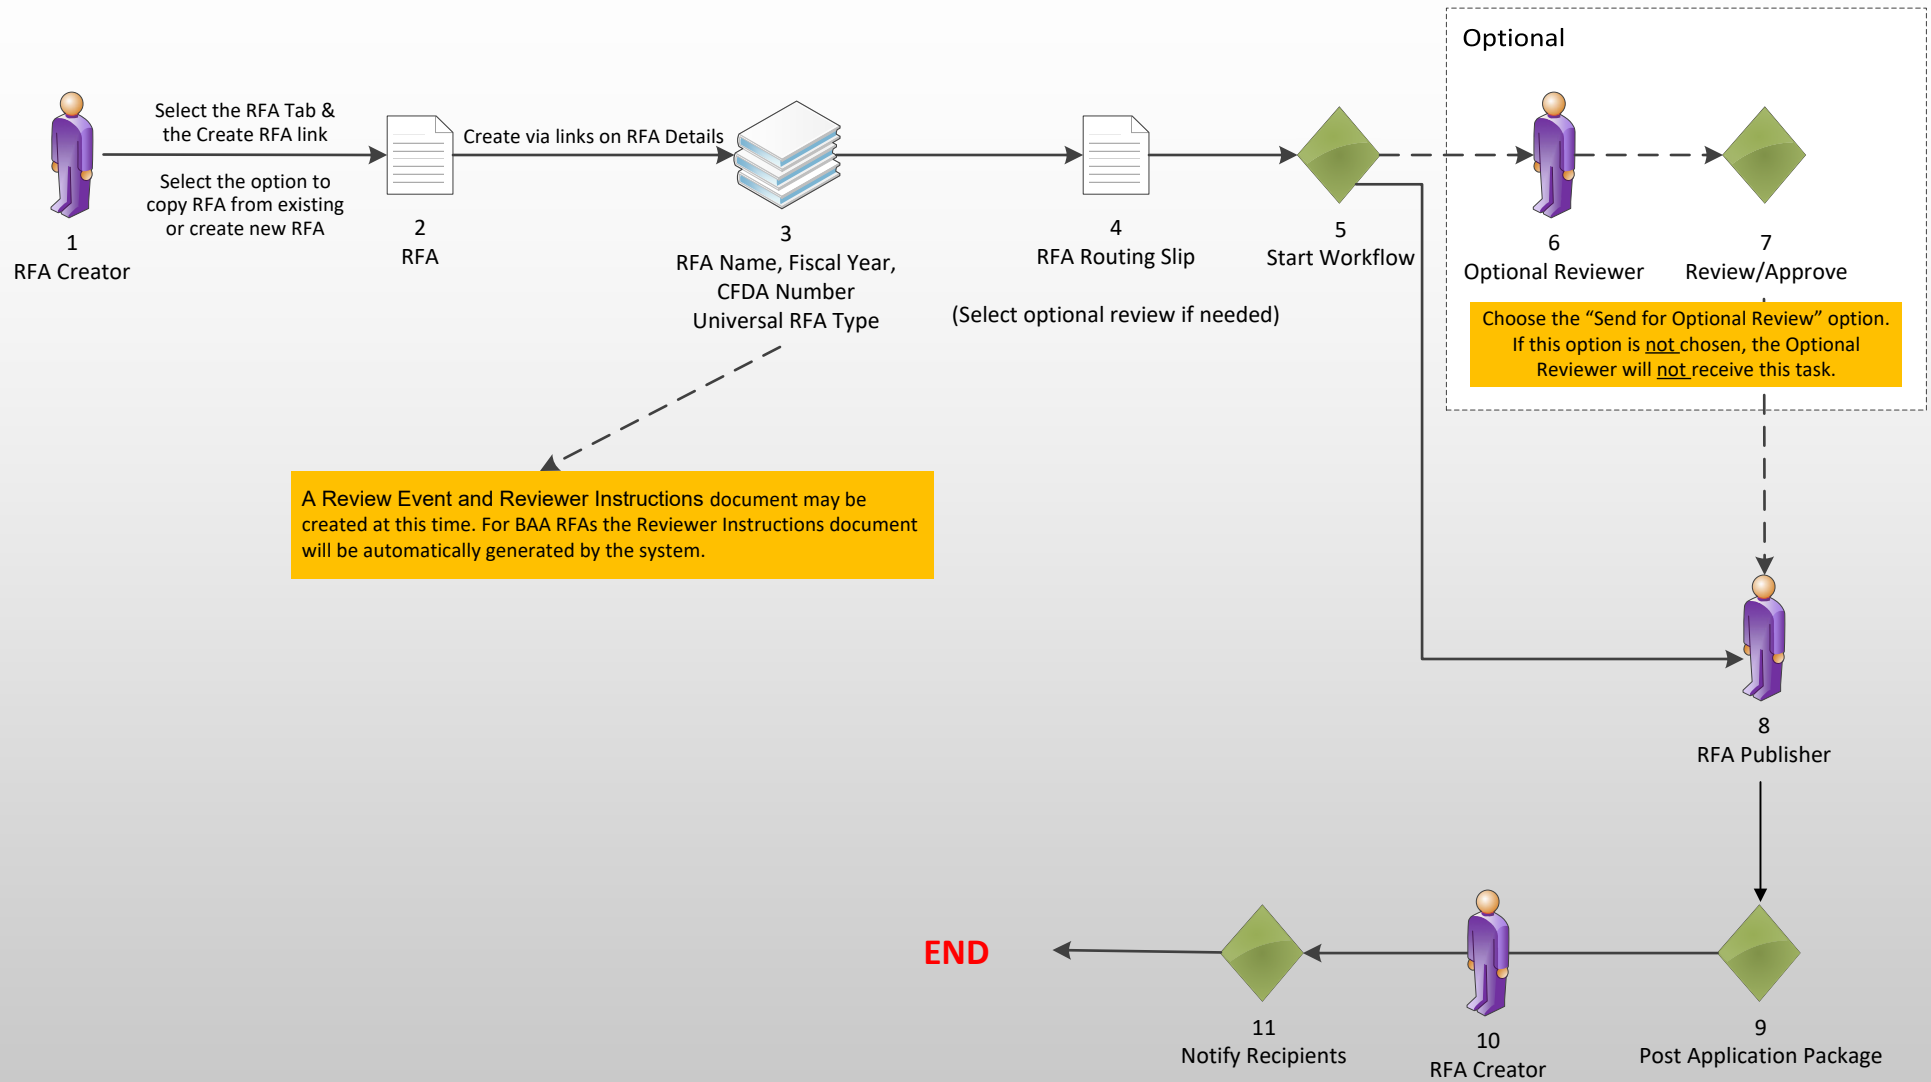 Optional
Select the RFA Tab &
the Create RFA link
Select the option to
copy RFA from existing
or create new RFA
1
RFA Creator
2
RFA
Create via links on RFA Details
3
RFA Name, Fiscal Year,
CFDA Number
Universal RFA Type
4
RFA Routing Slip
(Select optional review if needed)
5
Start Workflow
6
Optional Reviewer
7
Review/Approve
Choose the “Send for Optional Review” option.
If this option is not chosen, the Optional
Reviewer will not receive this task.
A Review Event and Reviewer Instructions document may be
created at this time. For BAA RFAs the Reviewer Instructions document
will be automatically generated by the system.
8
RFA Publisher
9
Post Application Package
10
RFA Creator
11
Notify Recipients
END